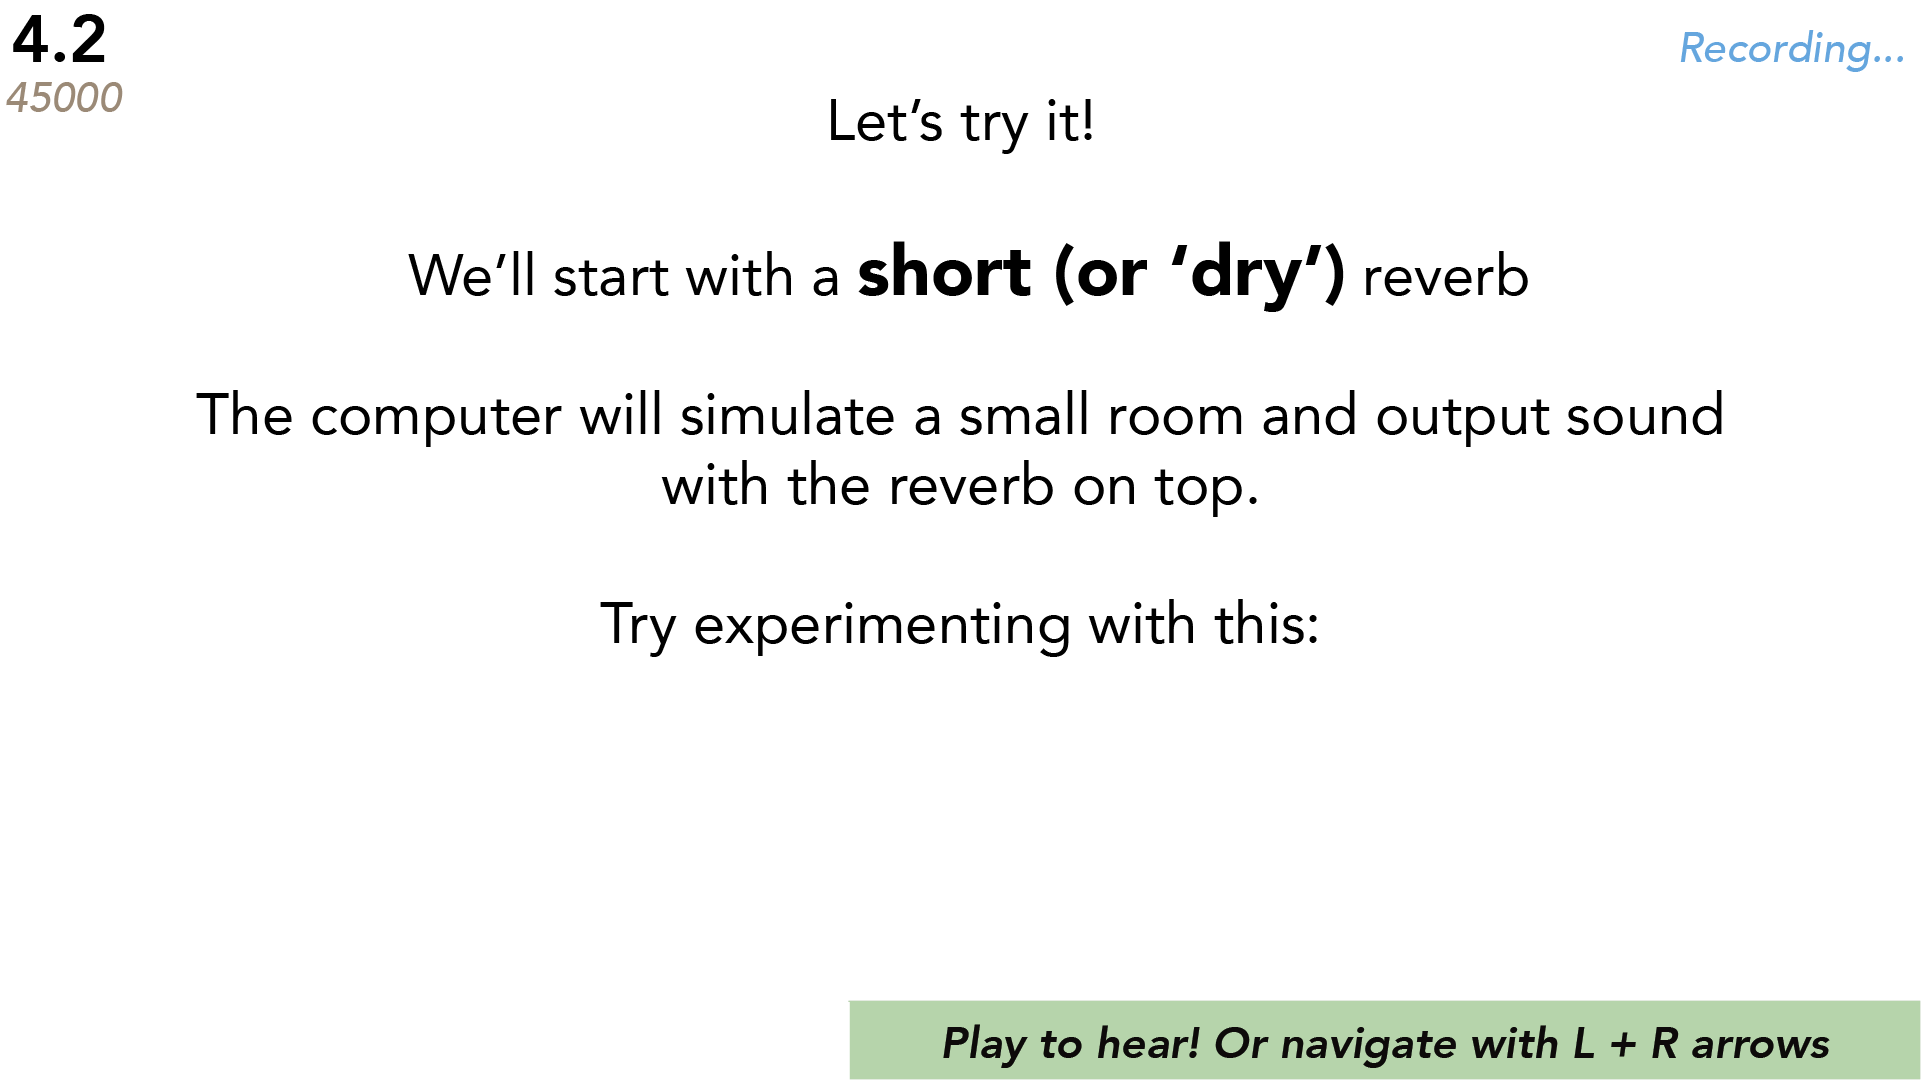 4.2
45000
Recording...
Let’s try it!
We’ll start with a short (or ‘dry’) reverb
The computer will simulate a small room and output sound
with the reverb on top.
Try experimenting with this:
Play to hear! Or navigate with L + R arrows